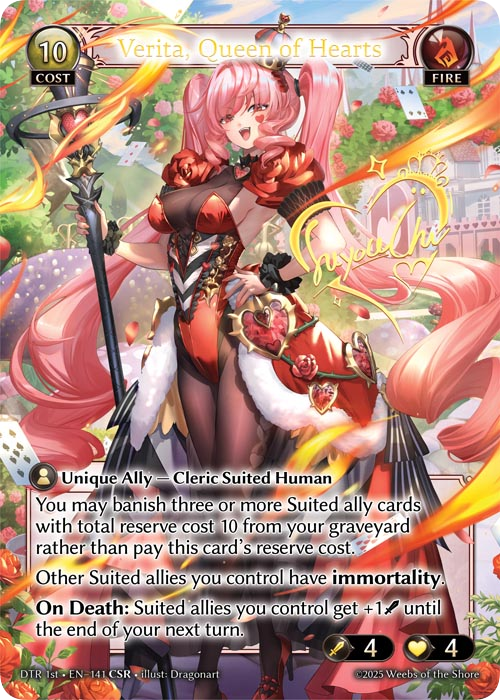 10
COST
Verita, Queen of Hearts
FIRE
Unique Ally — Cleric Suited Human
You may banish three or more Suited ally cards
with total reserve cost 10 from your graveyard
rather than pay this card's reserve cost.
Other Suited allies you control have immortality.
On Death: Suited allies you control get +1 until
the end of your next turn.
4
4
DTR 1st • EN-141 CSR • illust: Dragonart
©2025 Weebs of the Shore